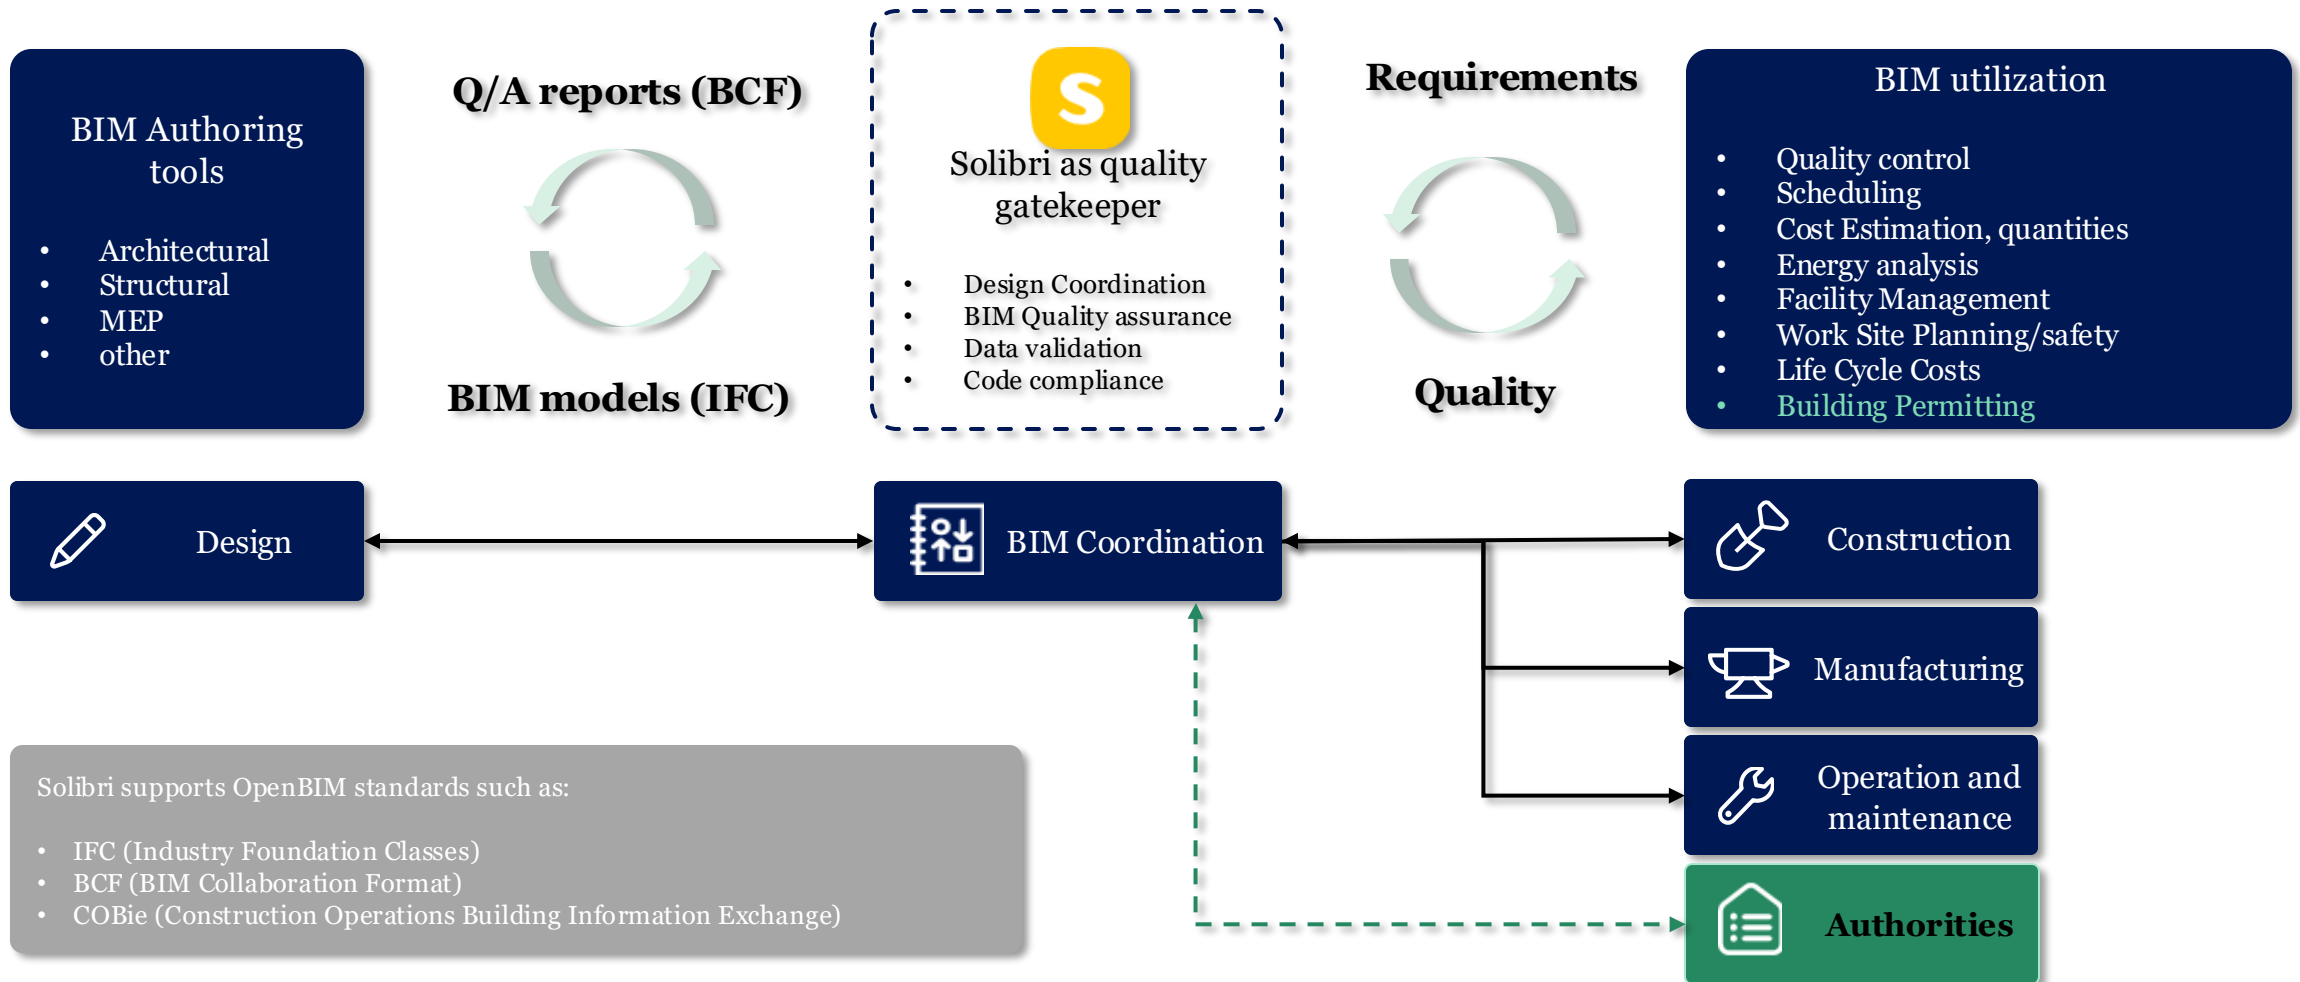 BIM Authoring
tools
• Architectural
• Structural
• MEP
• other
Q/A reports (BCF)
BIM models (IFC)
S
Solibri as quality
gatekeeper
• Design Coordination
• BIM Quality assurance
• Data validation
• Code compliance
Requirements
Quality
BIM utilization
• Quality control
• Scheduling
• Cost Estimation, quantities
• Energy analysis
• Facility Management
• Work Site Planning/safety
• Life Cycle Costs
• Building Permitting
Design
BIM Coordination
Construction
Manufacturing
Operation and
maintenance
Authorities
Solibri supports OpenBIM standards such as:
• IFC (Industry Foundation Classes)
• BCF (BIM Collaboration Format)
• COBie (Construction Operations Building Information Exchange)